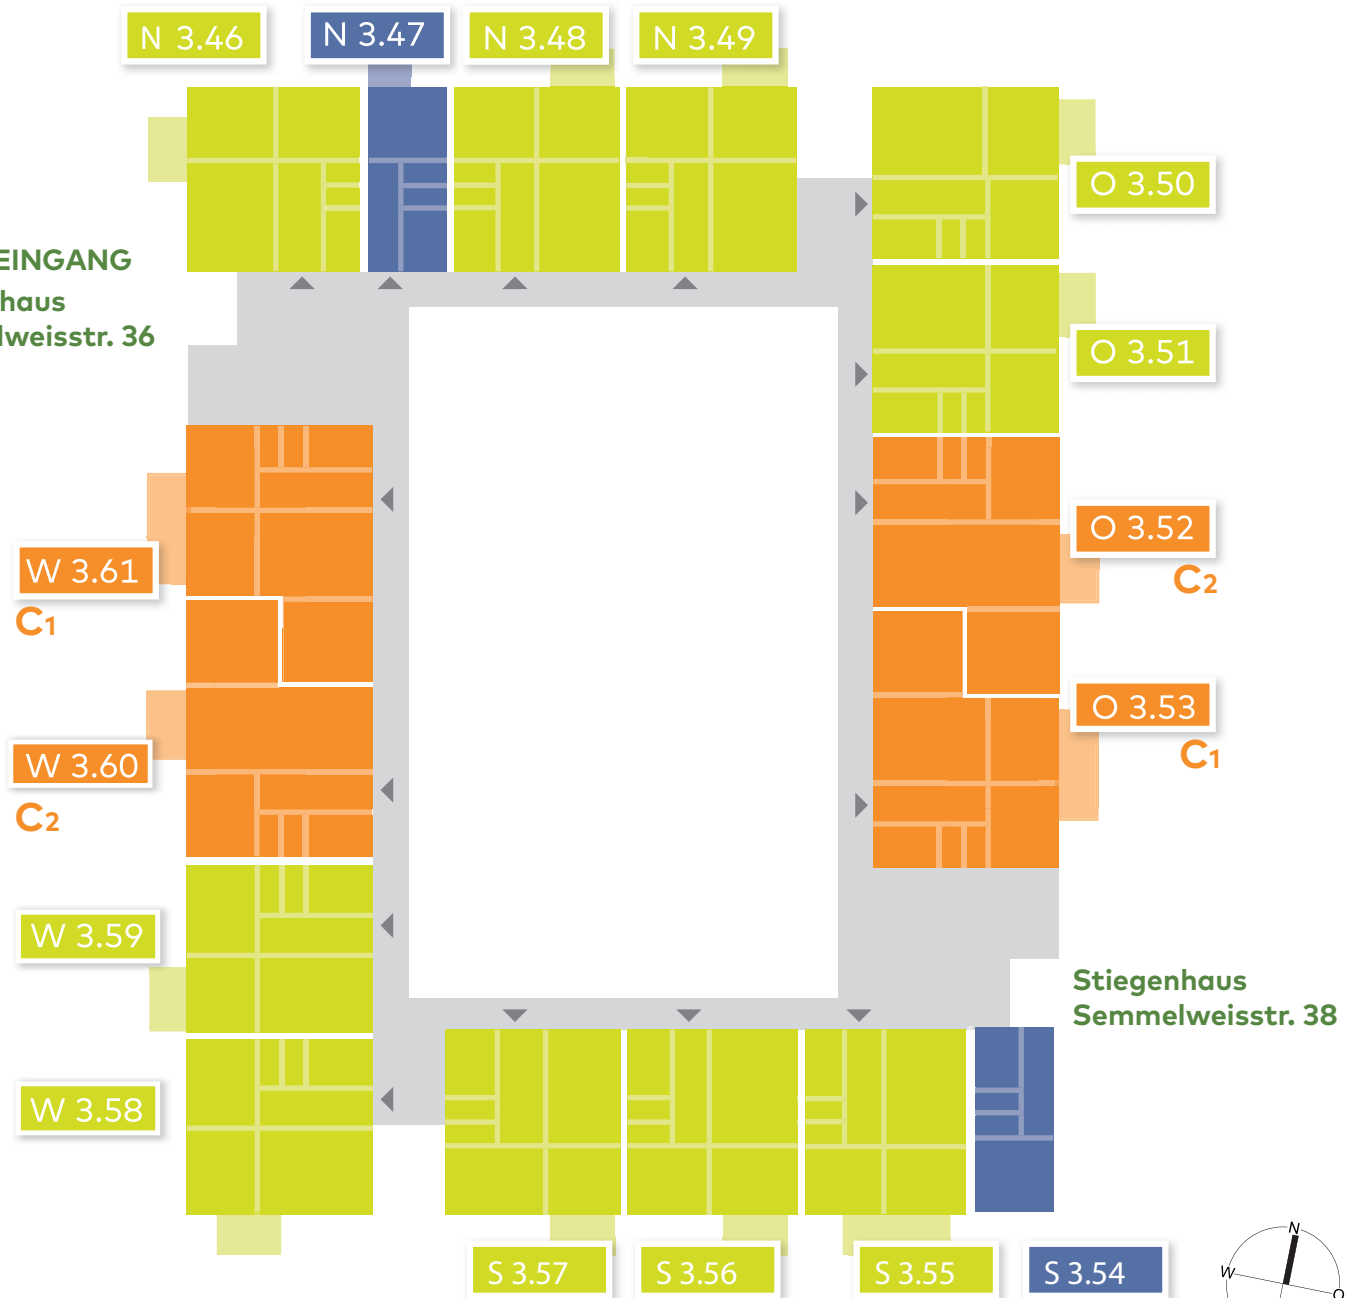 N 3.46
N 3.47
N 3.48
N 3.49
O 3.50
EINGANG
haus
lweisstr. 36
O 3.51
O 3.52
C2
W 3.61
C1
O 3.53
C1
W 3.60
C2
W 3.59
Stiegenhaus
Semmelweisstr. 38
W 3.58
S 3.57
S 3.56
S 3.55
S 3.54
N
W
O